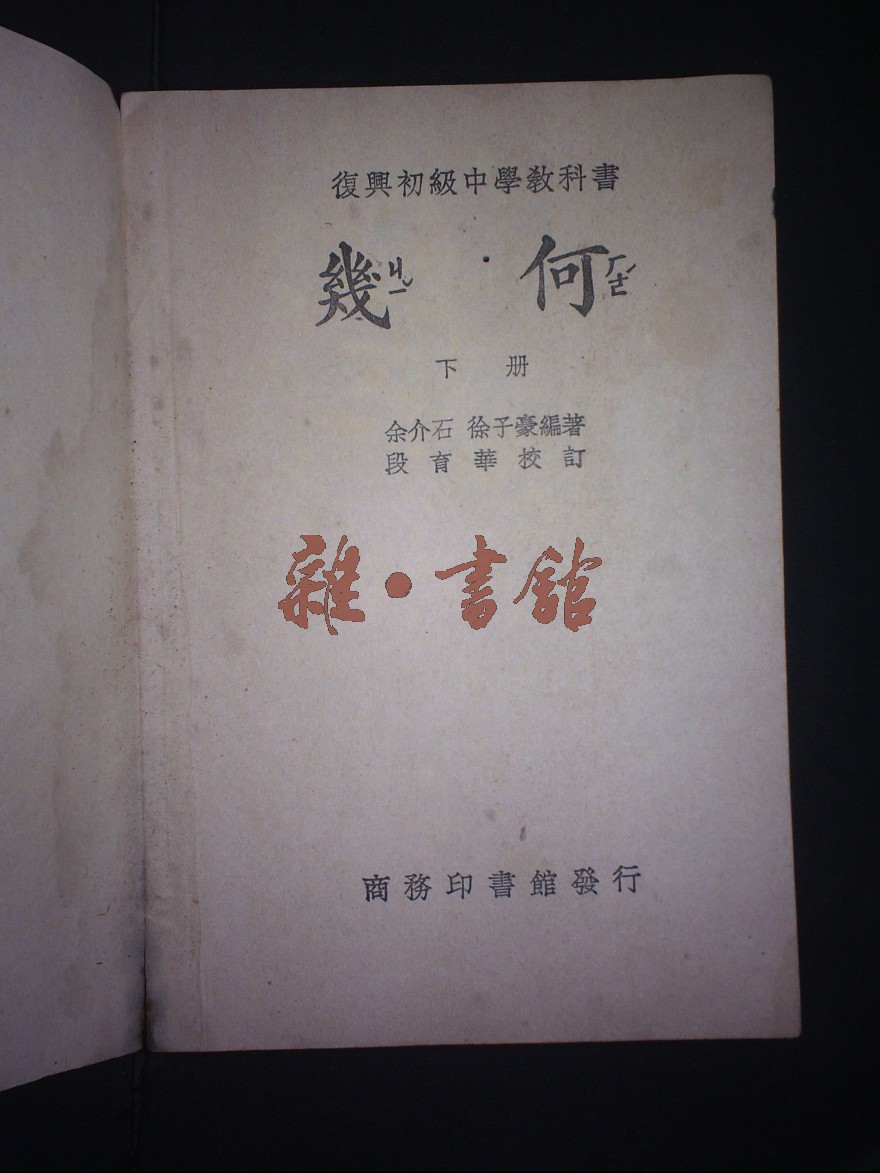 復興初級中學教科書
幾ㄐㄧˇ · 何ㄏㄜˊ
下册
余介石 徐子豪編著
段育華校訂
雜·書館
商務印書館發行